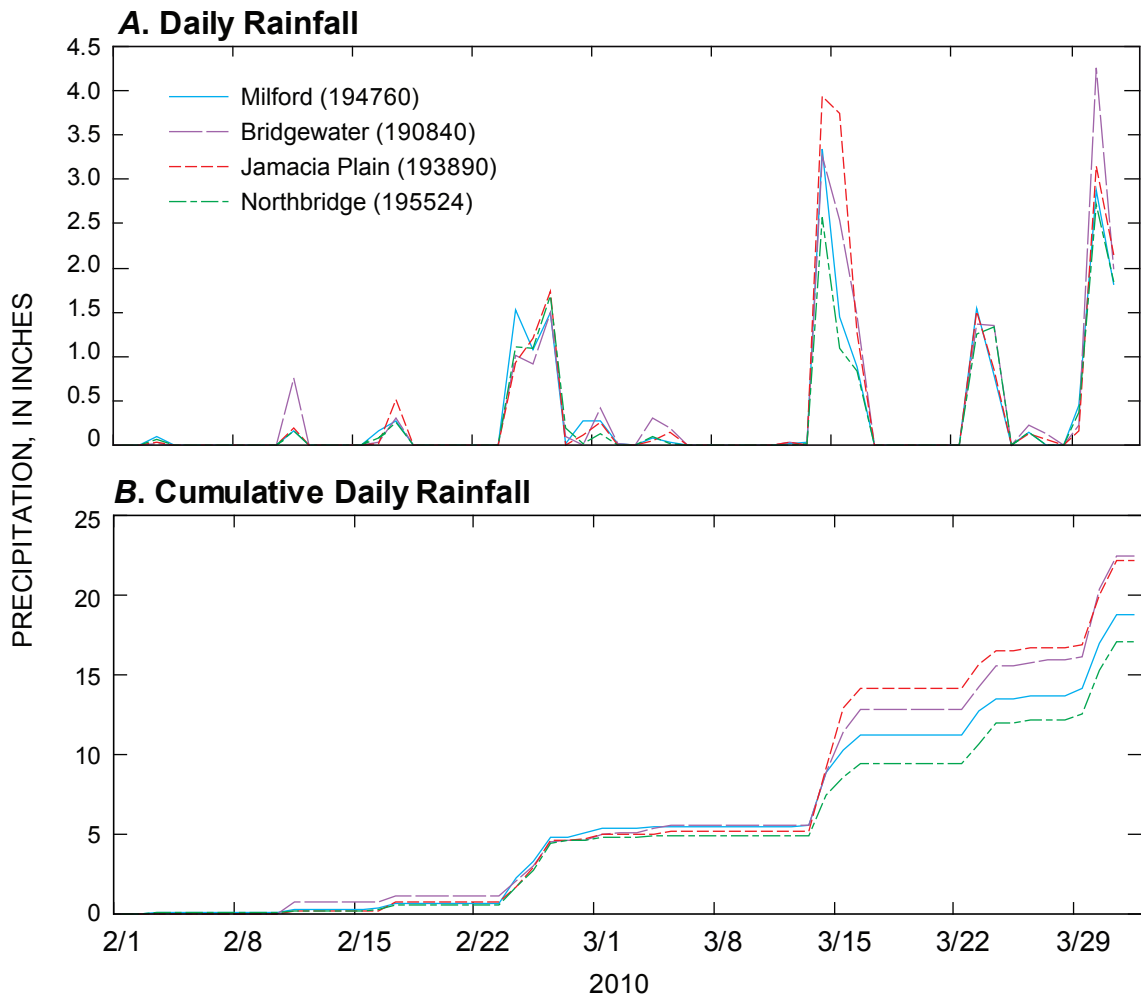 A. Daily Rainfall
4.5
4.0
3.5
3.0
2.5
2.0
1.5
1.0
0.5
0
Milford (194760)
Bridgewater (190840)
Jamacia Plain (193890)
Northbridge (195524)
PRECIPITATION, IN INCHES
B. Cumulative Daily Rainfall
25
20
15
10
5
0
2/1 2/8 2/15 2/22 3/1 3/8 3/15 3/22 3/29
2010